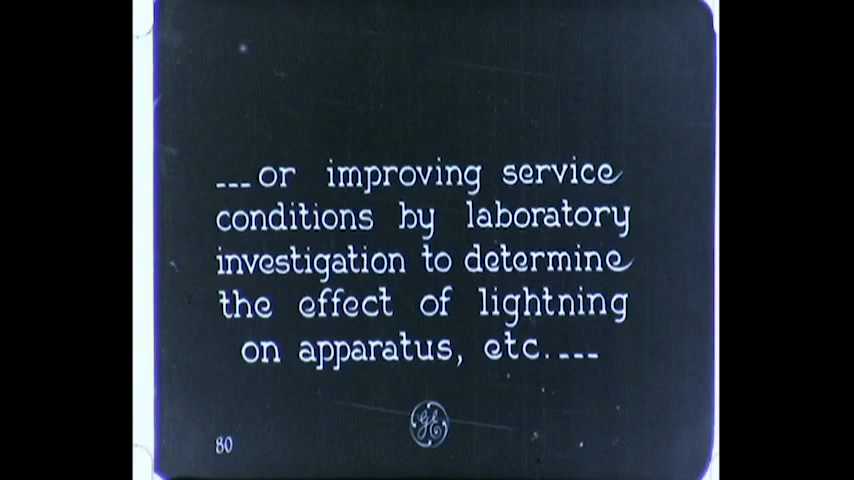 ---or improving service
conditions by laboratory
investigation to determine
the effect of lightning
on apparatus, etc.---
GE
80